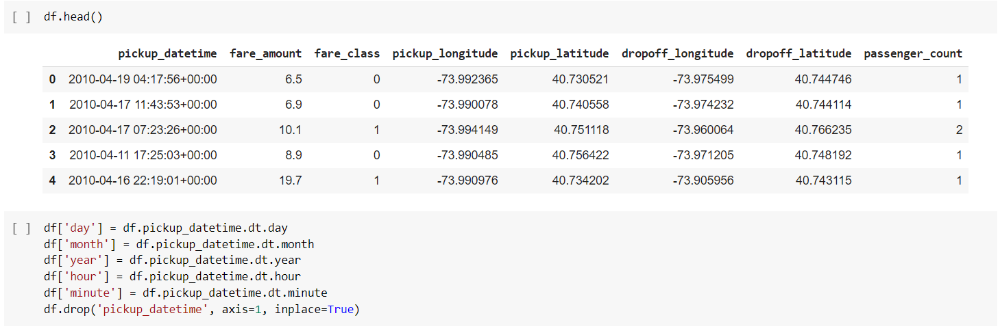 [ ] df.head()
pickup_datetime fare_amount fare_class pickup_longitude pickup_latitude dropoff_longitude dropoff_latitude passenger_count
0 2010-04-19 04:17:56+00:00 6.5 0 -73.992365 40.730521 -73.975499 40.744746 1
1 2010-04-17 11:43:53+00:00 6.9 0 -73.990078 40.740558 -73.974232 40.744114 1
2 2010-04-17 07:23:26+00:00 10.1 1 -73.994149 40.751118 -73.960064 40.766235 2
3 2010-04-11 17:25:03+00:00 8.9 0 -73.990485 40.756422 -73.971205 40.748192 1
4 2010-04-16 22:19:01+00:00 19.7 1 -73.990976 40.734202 -73.905956 40.743115 1
[ ] df['day'] = df.pickup_datetime.dt.day
df['month'] = df.pickup_datetime.dt.month
df['year'] = df.pickup_datetime.dt.year
df['hour'] = df.pickup_datetime.dt.hour
df['minute'] = df.pickup_datetime.dt.minute
df.drop('pickup_datetime', axis=1, inplace=True)